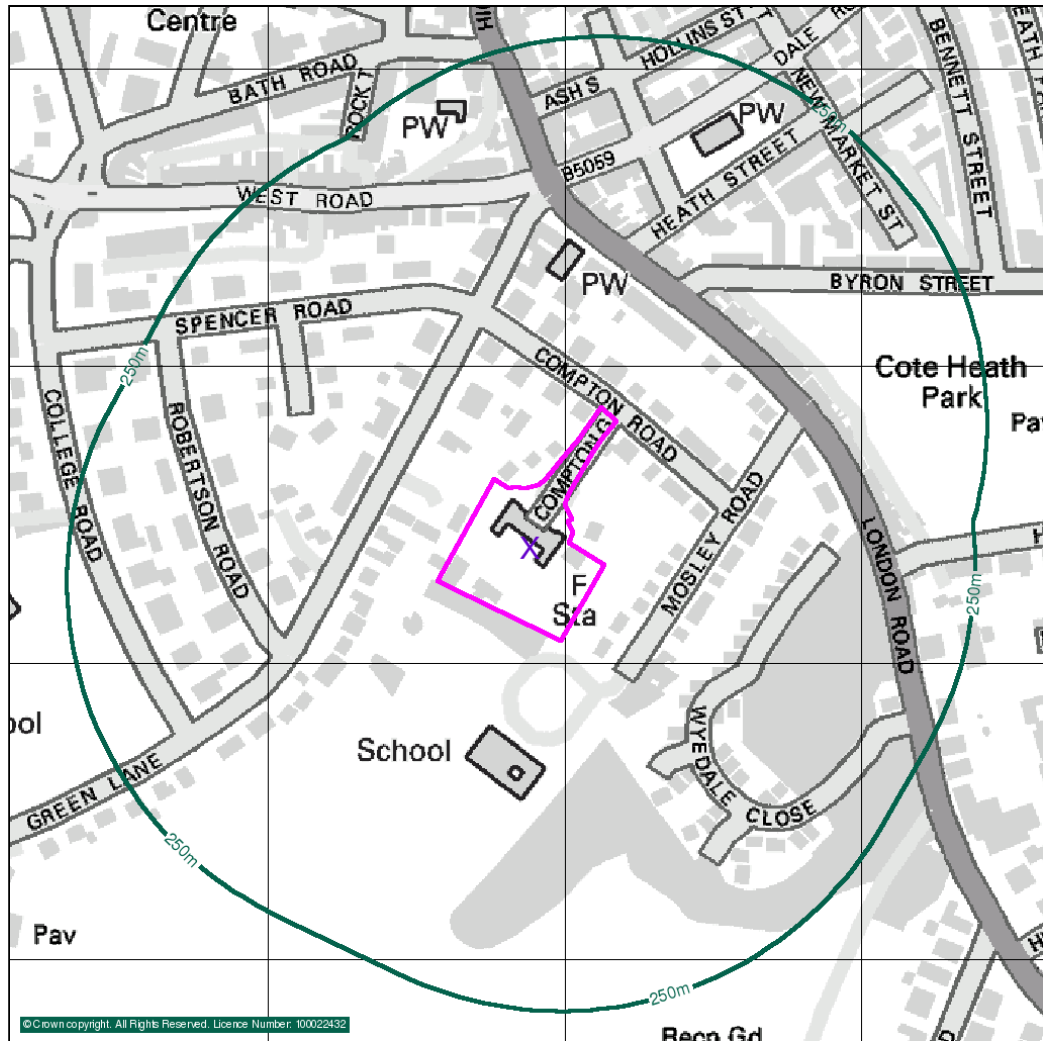 Centre
HOLLINS ST
DALE
BATH ROAD
ASH S
NEW MARKET ST
BENNETT STREET
PW
PW
250m
B5059
HEATH STREET
WEST ROAD
PW
BYRON STREET
SPENCER ROAD
COMPTON ROAD
Cote Heath
Park
250m
COLLEGE ROAD
ROBERTSON ROAD
COMPTON G
MOSLEY ROAD
LONDON ROAD
X
F
Sta
250m
WYEDALE CLOSE
School
GREEN LANE
250m
Pav
250m
© Crown copyright. All Rights Reserved. Licence Number: 100022432
Recn Gd